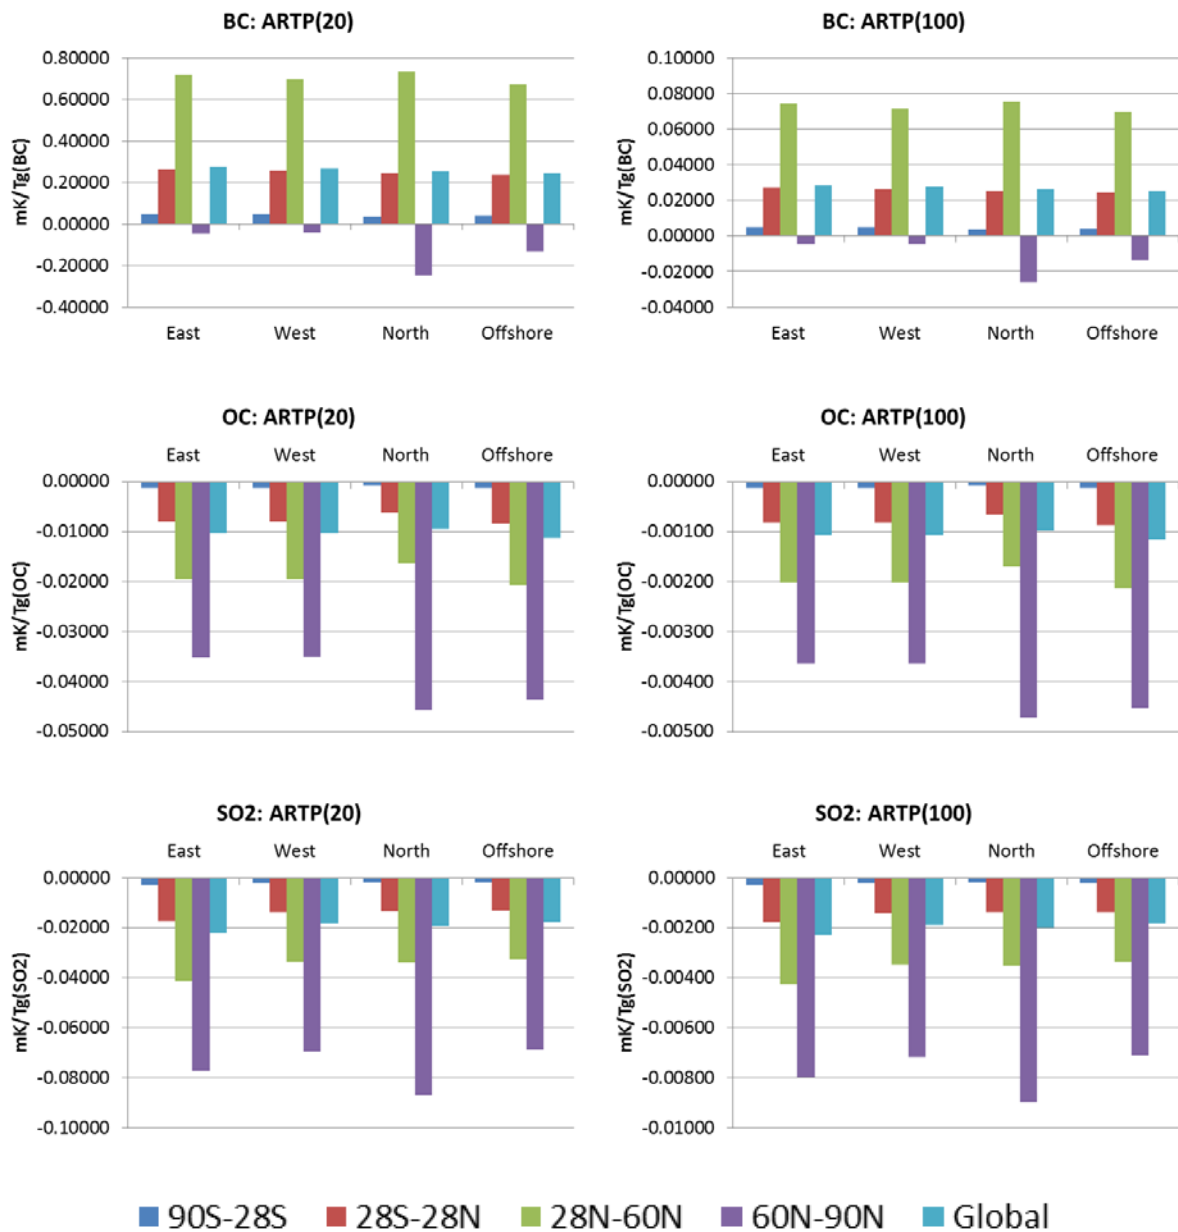 BC: ARTP(20)
0.80000
0.60000
0.40000
0.20000
0.00000
-0.20000
-0.40000
mK/Tg(BC)
East West North Offshore
BC: ARTP(100)
0.10000
0.08000
0.06000
0.04000
0.02000
0.00000
-0.02000
-0.04000
mK/Tg(BC)
East West North Offshore
OC: ARTP(20)
East West North Offshore
0.00000
-0.01000
-0.02000
-0.03000
-0.04000
-0.05000
mK/Tg(OC)
OC: ARTP(100)
East West North Offshore
0.00000
-0.00100
-0.00200
-0.00300
-0.00400
-0.00500
mK/Tg(OC)
SO2: ARTP(20)
East West North Offshore
0.00000
-0.02000
-0.04000
-0.06000
-0.08000
-0.10000
mK/Tg(SO2)
SO2: ARTP(100)
East West North Offshore
0.00000
-0.00200
-0.00400
-0.00600
-0.00800
-0.01000
mK/Tg(SO2)
90S-28S 28S-28N 28N-60N 60N-90N Global